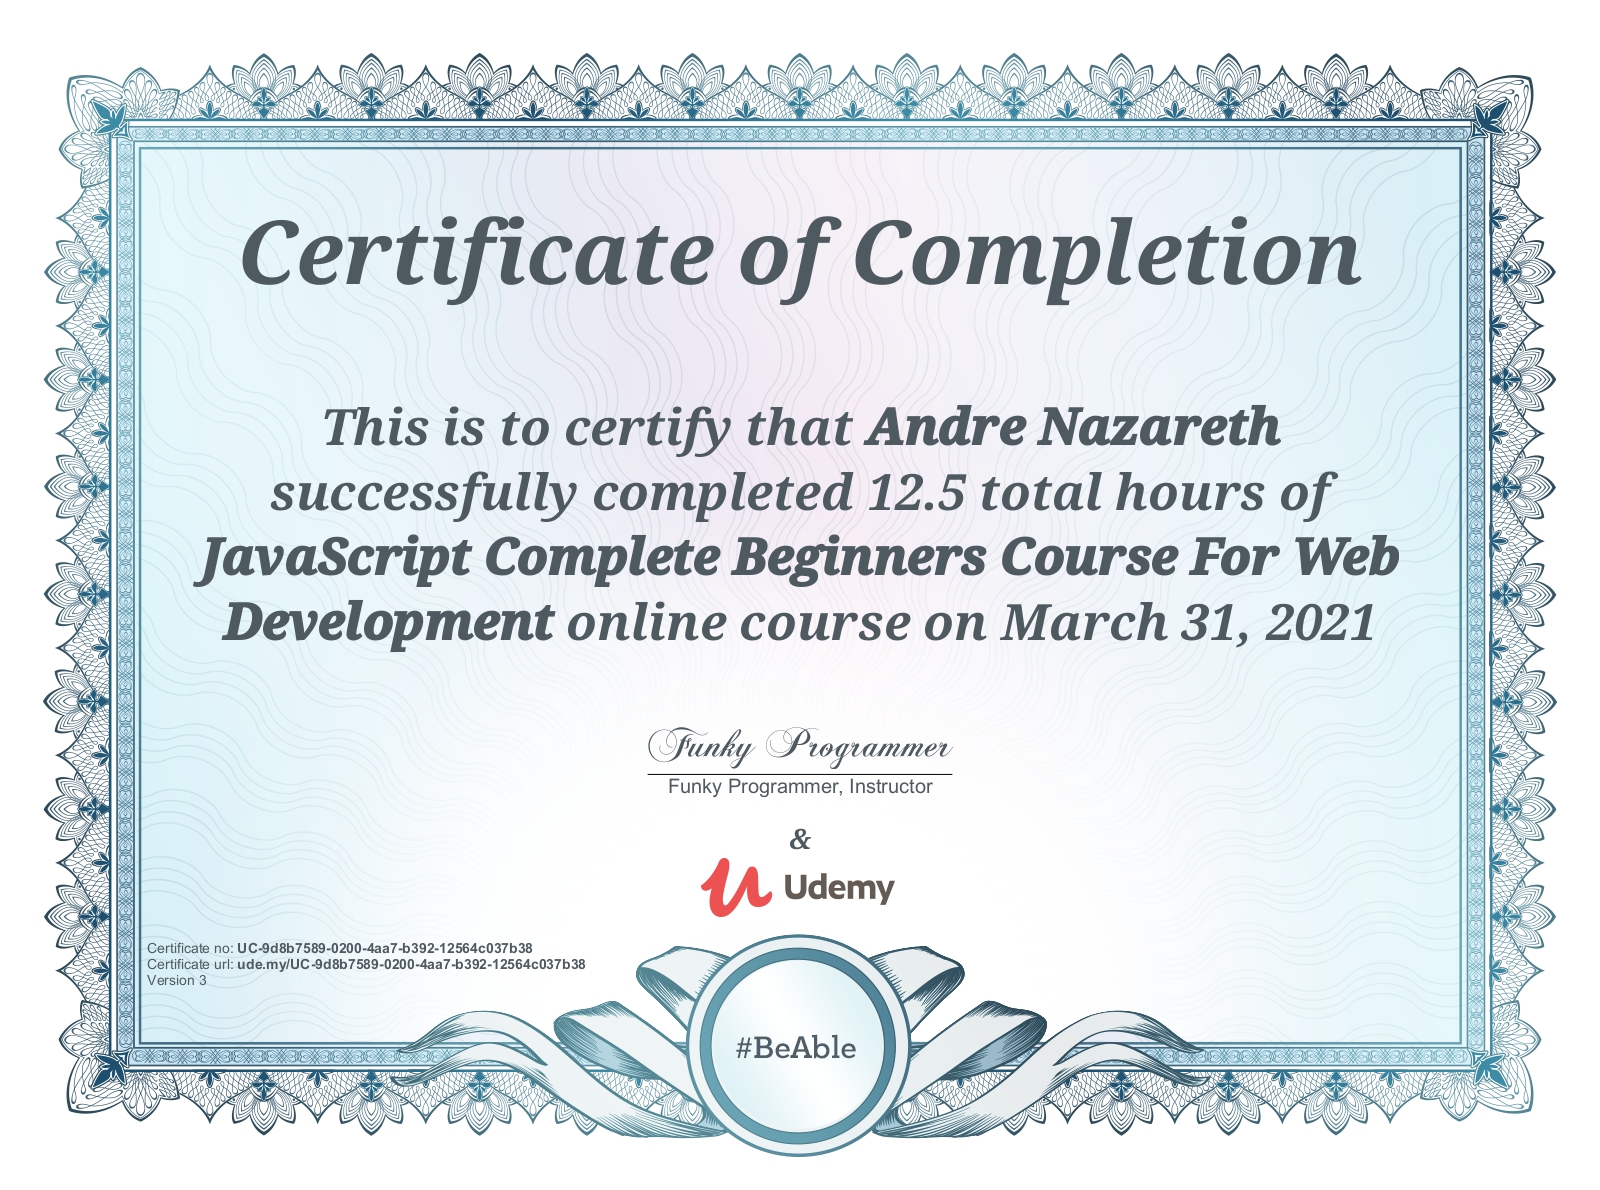 Certificate of Completion
This is to certify that Andre Nazareth
successfully completed 12.5 total hours of
JavaScript Complete Beginners Course For Web
Development online course on March 31, 2021
Funky Programmer
Funky Programmer, Instructor
&
Udemy
Certificate no: UC-9d8b7589-0200-4aa7-b392-12564c037b38
Certificate url: ude.my/UC-9d8b7589-0200-4aa7-b392-12564c037b38
Version 3
#BeAble